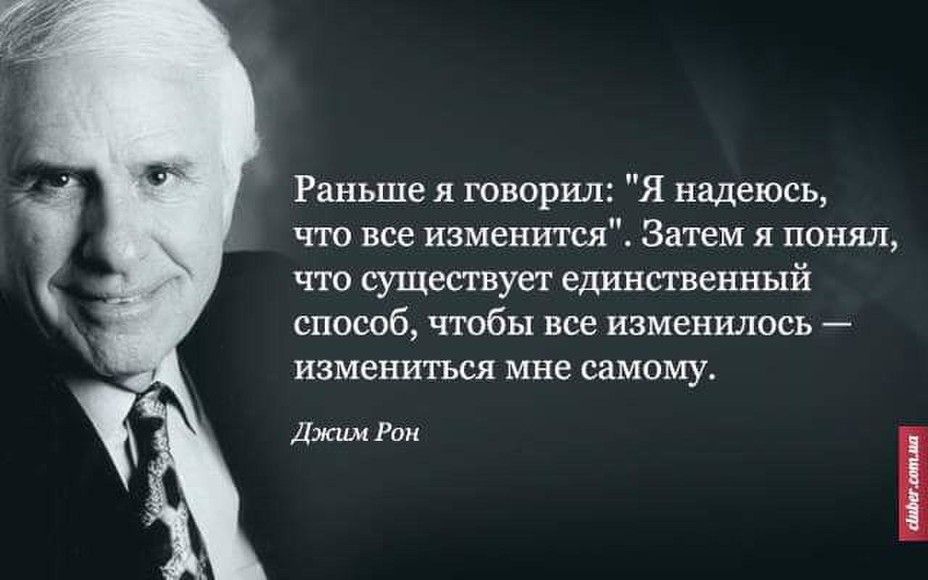 Раньше я говорил: "Я надеюсь,
что все изменится". Затем я понял,
что существует единственный
способ, чтобы все изменилось —
измениться мне самому.
Джим Рон
cluber.com.ua